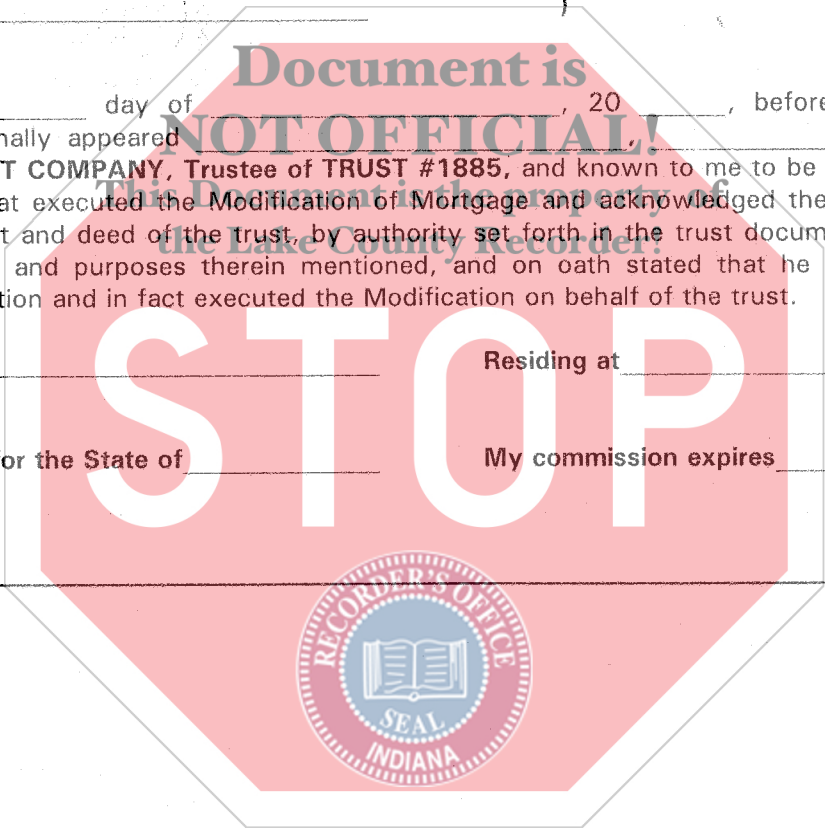 Document is
day of , 20 , before
NOT OFFICIAL!
nally appeared , 
T COMPANY, Trustee of TRUST #1885, and known to me to be
This Document is the property of
at executed the Modification of Mortgage and acknowledged the
t and deed of the trust, by authority set forth in the trust docum
the Lake County Recorder!
and purposes therein mentioned, and on oath stated that he
tion and in fact executed the Modification on behalf of the trust.
STOP
Residing at
or the State of
My commission expires
RECORDER'S OFFICE
SEAL
INDIANA